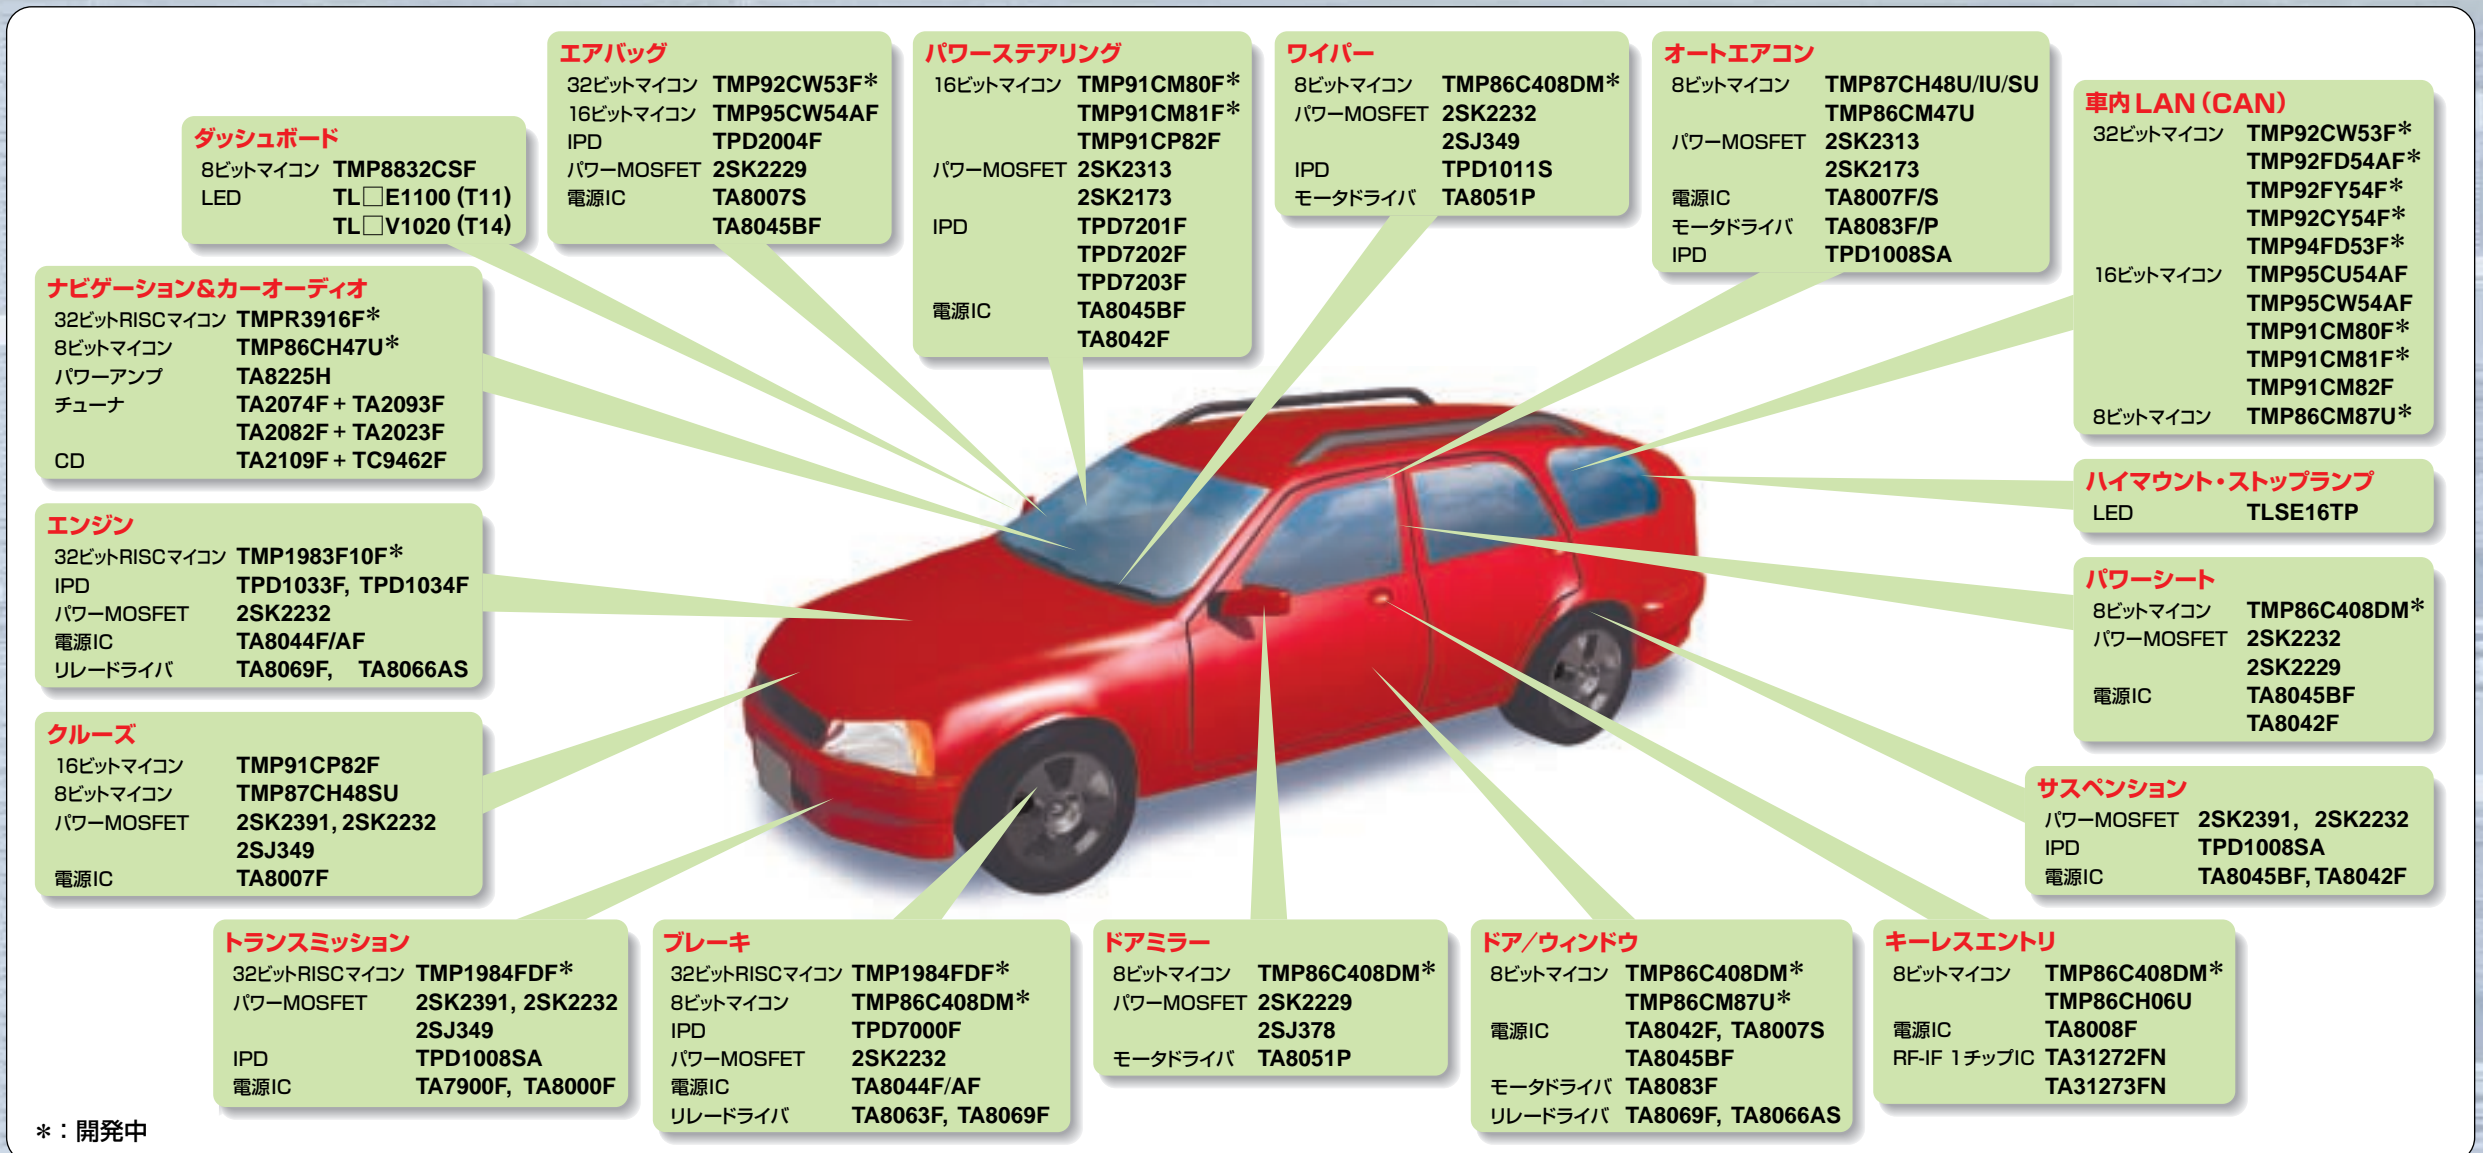 エアバッグ
32ビットマイコン TMP92CW53F*
16ビットマイコン TMP95CW54AF
IPD TPD2004F
パワーMOSFET 2SK2229
電源IC TA8007S
TA8045BF
パワーステアリング
16ビットマイコン TMP91CM80F*
TMP91CM81F*
TMP91CP82F
パワーMOSFET 2SK2313
2SK2173
IPD TPD7201F
TPD7202F
TPD7203F
電源IC TA8045BF
TA8042F
ワイパー
8ビットマイコン TMP86C408DM*
パワーMOSFET 2SK2232
2SJ349
IPD TPD1011S
モータドライバ TA8051P
オートエアコン
8ビットマイコン TMP87CH48U/IU/SU
TMP86CM47U
パワーMOSFET 2SK2313
2SK2173
電源IC TA8007F/S
モータドライバ TA8083F/P
IPD TPD1008SA
車内LAN（CAN）
32ビットマイコン TMP92CW53F*
TMP92FD54AF*
TMP92FY54F*
TMP92CY54F*
TMP94FD53F*
16ビットマイコン TMP95CU54AF
TMP95CW54AF
TMP91CM80F*
TMP91CM81F*
TMP91CM82F
8ビットマイコン TMP86CM87U*
ダッシュボード
8ビットマイコン TMP8832CSF
LED TL□E1100 (T11)
TL□V1020 (T14)
ナビゲーション&カーオーディオ
32ビットRISCマイコン TMPR3916F*
8ビットマイコン TMP86CH47U*
パワーアンプ TA8225H
チューナ TA2074F + TA2093F
TA2082F + TA2023F
CD TA2109F + TC9462F
ハイマウント・ストップランプ
LED TLSE16TP
エンジン
32ビットRISCマイコン TMP1983F10F*
IPD TPD1033F, TPD1034F
パワーMOSFET 2SK2232
電源IC TA8044F/AF
リレードライバ TA8069F, TA8066AS
パワーシート
8ビットマイコン TMP86C408DM*
パワーMOSFET 2SK2232
2SK2229
電源IC TA8045BF
TA8042F
クルーズ
16ビットマイコン TMP91CP82F
8ビットマイコン TMP87CH48SU
パワーMOSFET 2SK2391, 2SK2232
2SJ349
電源IC TA8007F
サスペンション
パワーMOSFET 2SK2391, 2SK2232
IPD TPD1008SA
電源IC TA8045BF, TA8042F
トランスミッション
32ビットRISCマイコン TMP1984FDF*
パワーMOSFET 2SK2391, 2SK2232
2SJ349
IPD TPD1008SA
電源IC TA7900F, TA8000F
ブレーキ
32ビットRISCマイコン TMP1984FDF*
8ビットマイコン TMP86C408DM*
IPD TPD7000F
パワーMOSFET 2SK2232
電源IC TA8044F/AF
リレードライバ TA8063F, TA8069F
ドアミラー
8ビットマイコン TMP86C408DM*
パワーMOSFET 2SK2229
2SJ378
モータドライバ TA8051P
ドア/ウィンドウ
8ビットマイコン TMP86C408DM*
TMP86CM87U*
電源IC TA8042F, TA8007S
TA8045BF
モータドライバ TA8083F
リレードライバ TA8069F, TA8066AS
キーレスエントリ
8ビットマイコン TMP86C408DM*
TMP86CH06U
電源IC TA8008F
RF-IF 1チップIC TA31272FN
TA31273FN
*：開発中